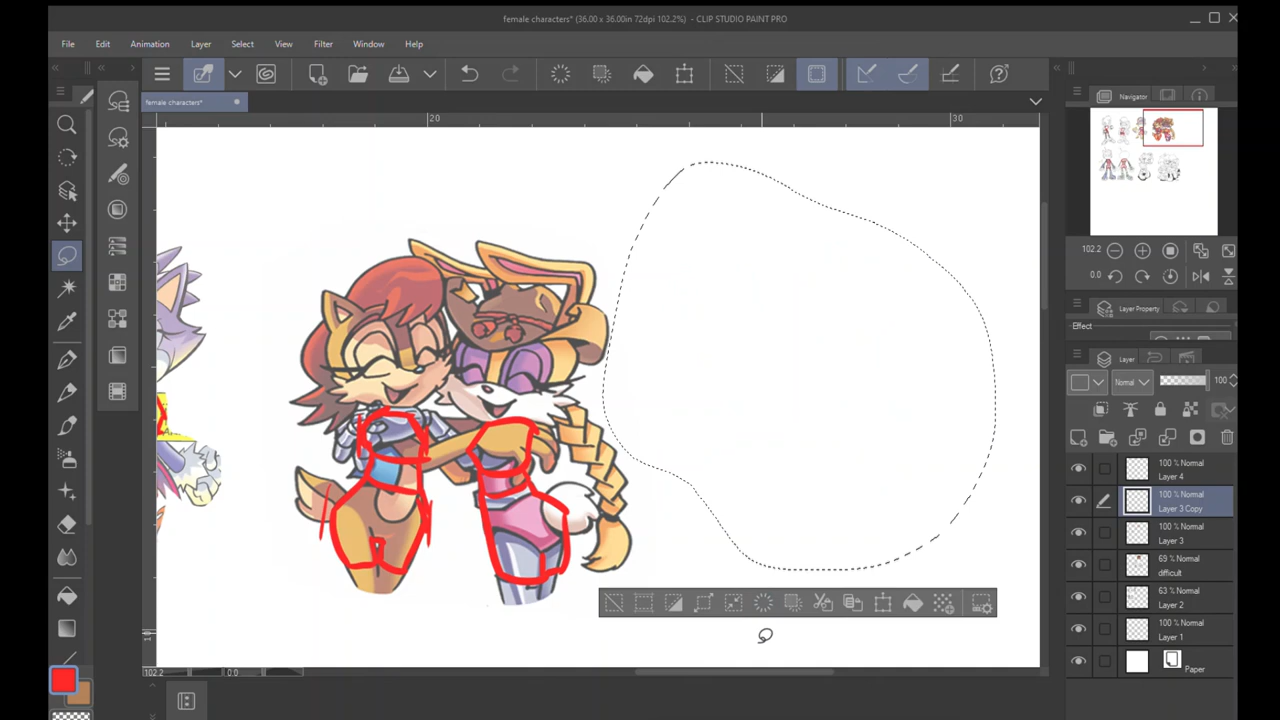 female characters* (36.00 x 36.00in 72dpi 102.2%) - CLIP STUDIO PAINT PRO
File Edit Animation Layer Select View Filter Window Help
female characters*
20 30
Navigator
102.2
0.0
Layer Property
Effect
Layer
Normal 100
100 % Normal
Layer 4
100 % Normal
Layer 3 Copy
100 % Normal
Layer 3
69 % Normal
difficult
63 % Normal
Layer 2
100 % Normal
Layer 1
Paper
102.2 0.0